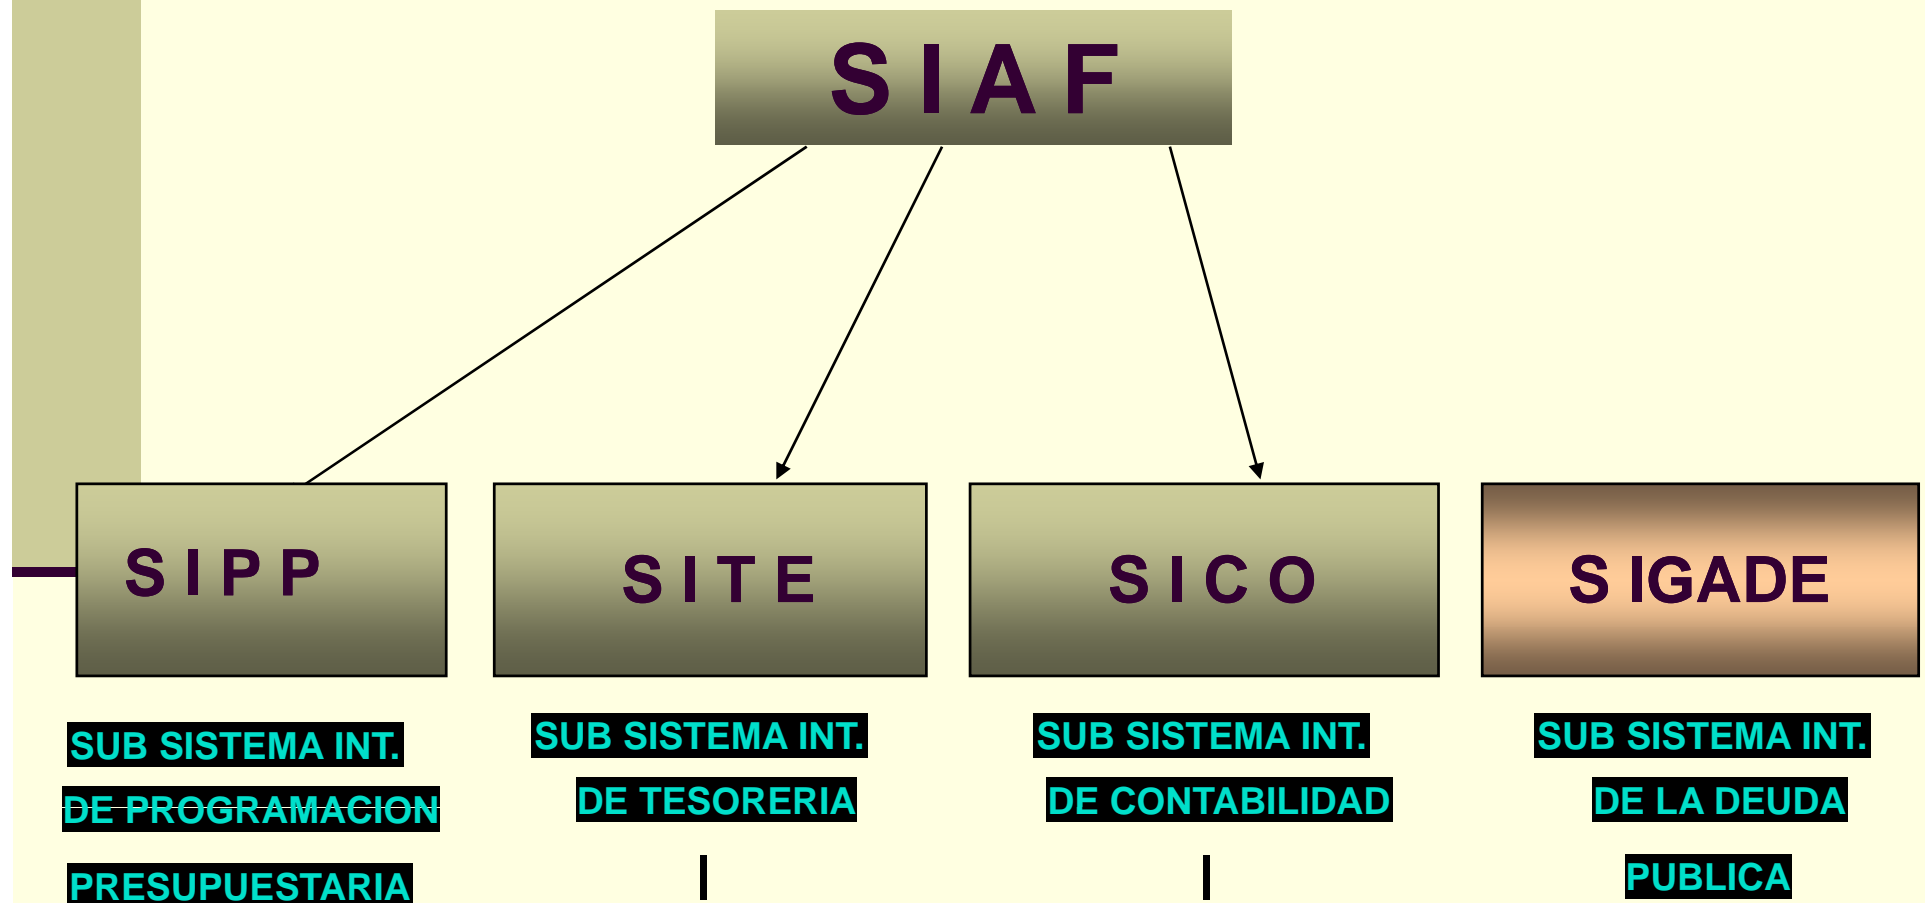 S I A F
S I P P
S I T E
S I C O
S IGADE
SUB SISTEMA INT.
DE PROGRAMACION
PRESUPUESTARIA
SUB SISTEMA INT.
DE TESORERIA
SUB SISTEMA INT.
DE CONTABILIDAD
SUB SISTEMA INT.
DE LA DEUDA
PUBLICA